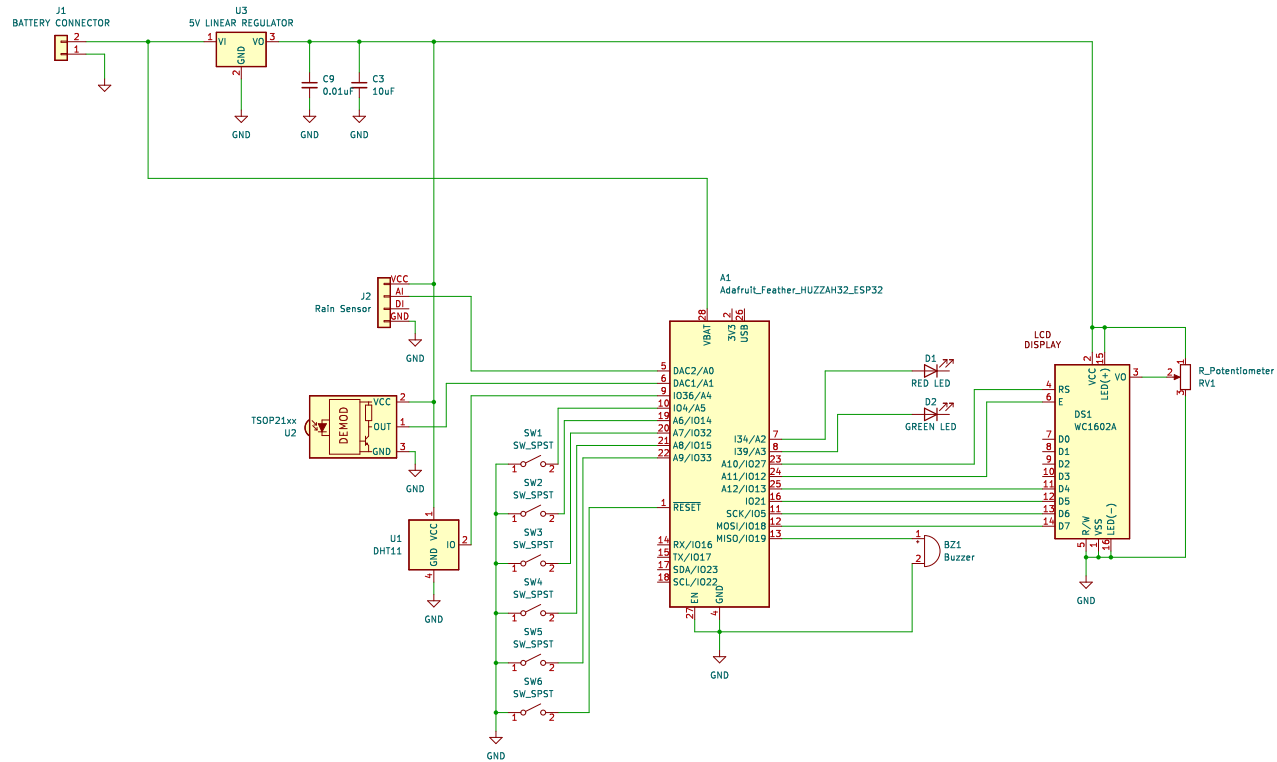 J1
BATTERY CONNECTOR
2
1
U3
5V LINEAR REGULATOR
1
VI
VO
3
GND
2
GND
C9
0.01uF
GND
C3
10uF
GND
J2
Rain Sensor
VCC
AI
DI
GND
GND
TSOP21xx
U2
DEMOD
VCC
2
OUT
1
GND
3
GND
U1
DHT11
1
VCC
IO
2
GND
4
GND
SW1
SW_SPST
1
2
SW2
SW_SPST
1
2
SW3
SW_SPST
1
2
SW4
SW_SPST
1
2
SW5
SW_SPST
1
2
SW6
SW_SPST
1
2
GND
A1
Adafruit_Feather_HUZZAH32_ESP32
28
VBAT
2
3V3
26
USB
5
DAC2/A0
6
DAC1/A1
9
IO36/A4
10
IO4/A5
19
A6/IO14
20
A7/IO32
21
A8/IO15
22
A9/IO33
1
RESET
14
RX/IO16
15
TX/IO17
17
SDA/IO23
18
SCL/IO22
I34/A2
7
I39/A3
8
A10/IO27
23
A11/IO12
24
A12/IO13
25
IO21
16
SCK/IO5
11
MOSI/IO18
12
MISO/IO19
13
EN
27
GND
4
GND
D1
RED LED
D2
GREEN LED
1
+
2
BZ1
Buzzer
LCD
DISPLAY
2
VCC
15
LED(+)
4
RS
6
E
VO
3
DS1
WC1602A
7
D0
8
D1
9
D2
10
D3
11
D4
12
D5
13
D6
14
D7
R/W
5
VSS
1
LED(-)
16
GND
1
2
3
R_Potentiometer
RV1